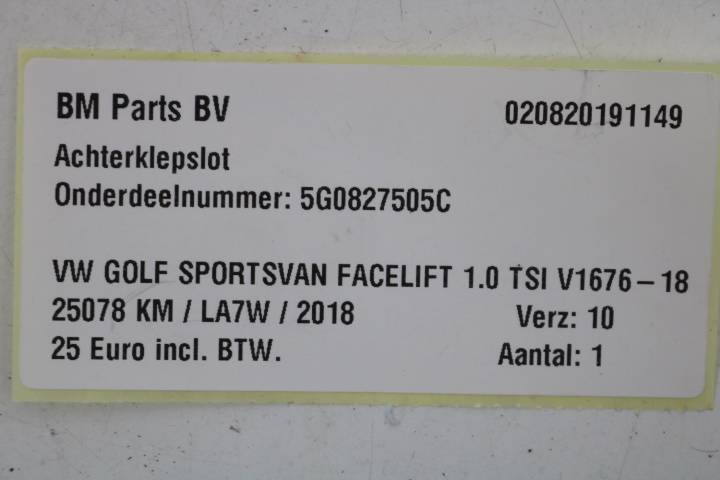 BM Parts BV 020820191149
Achterklepslot
Onderdeelnummer: 5G0827505C
VW GOLF SPORTSVAN FACELIFT 1.0 TSI V1676-18
25078 KM / LA7W / 2018 Verz: 10
25 Euro incl. BTW. Aantal: 1